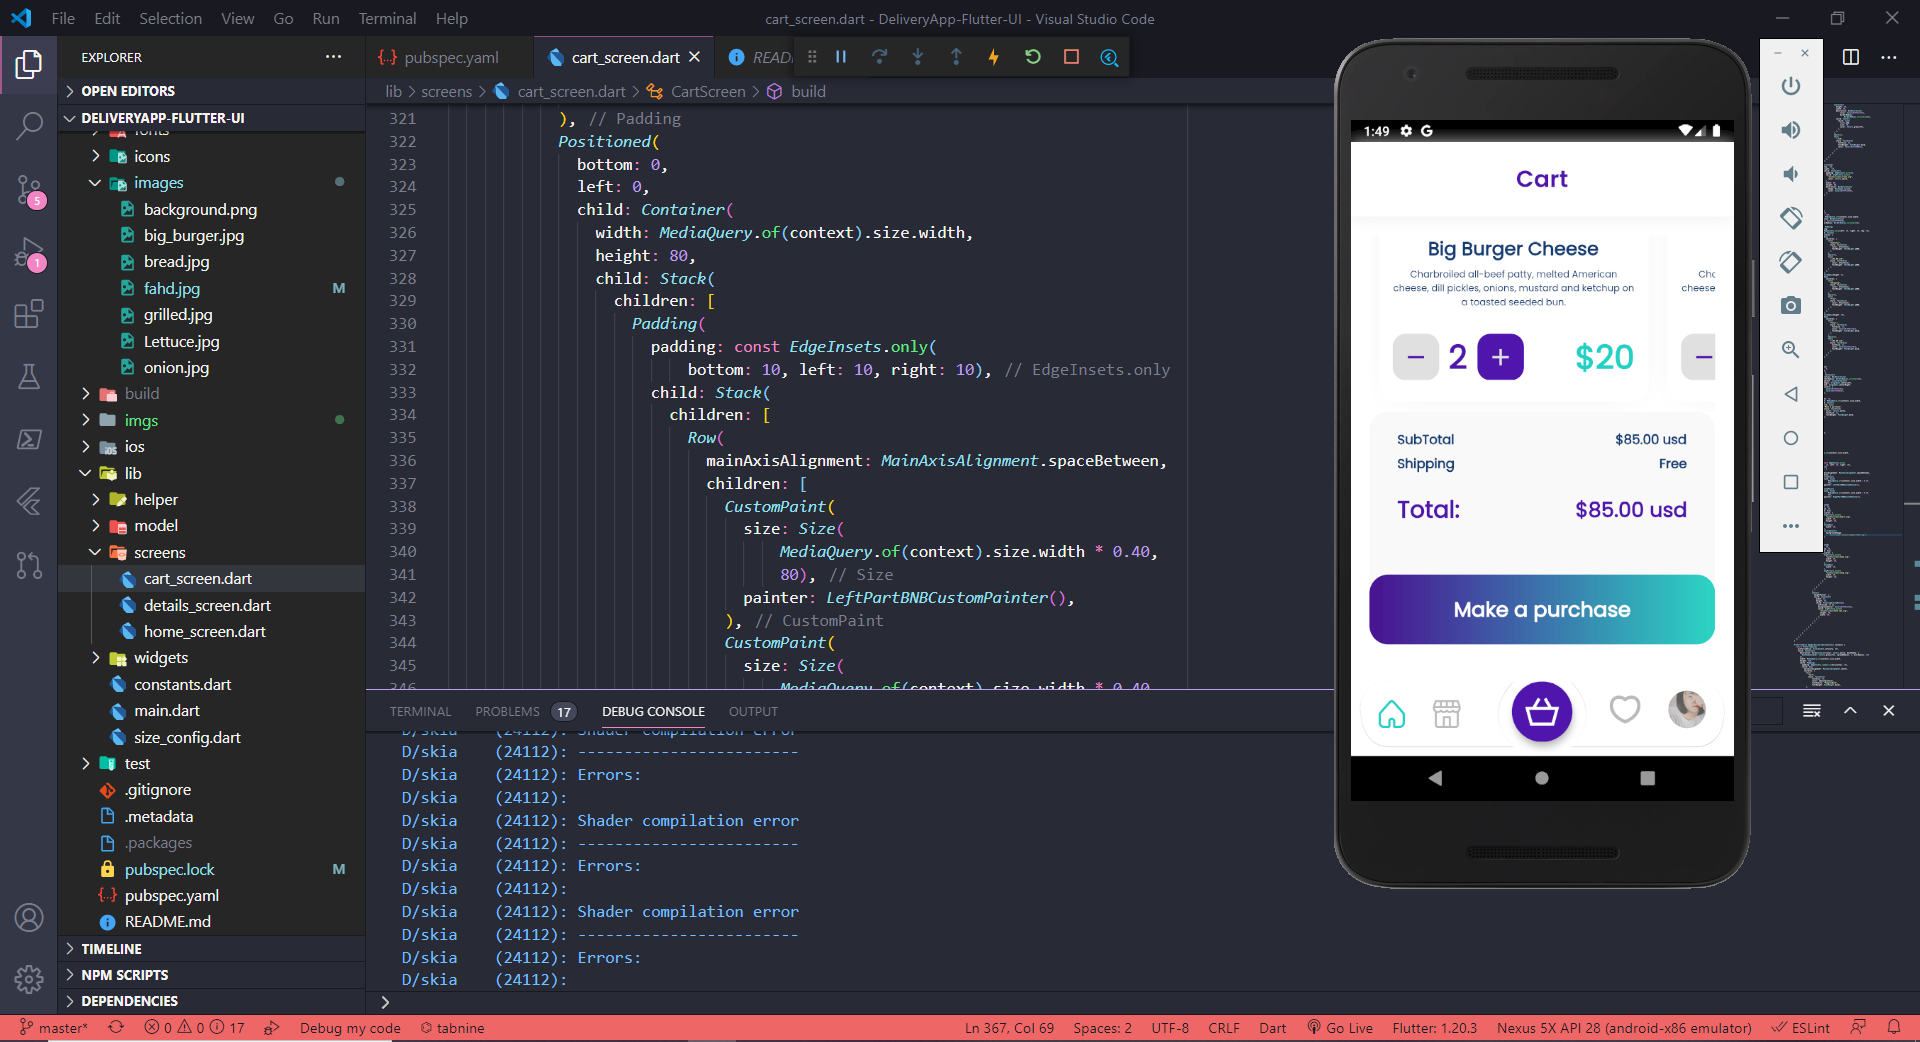 File Edit Selection View Go Run Terminal Help
cart_screen.dart - DeliveryApp-Flutter-UI - Visual Studio Code
EXPLORER
OPEN EDITORS
DELIVERYAPP-FLUTTER-UI
fonts
icons
images
background.png
big_burger.jpg
bread.jpg
fahd.jpg M
grilled.jpg
Lettuce.jpg
onion.jpg
build
imgs
ios
lib
helper
model
screens
cart_screen.dart
details_screen.dart
home_screen.dart
widgets
constants.dart
main.dart
size_config.dart
test
.gitignore
.metadata
.packages
pubspec.lock M
pubspec.yaml
README.md
TIMELINE
NPM SCRIPTS
DEPENDENCIES
5
1
pubspec.yaml
cart_screen.dart
READ
lib > screens > cart_screen.dart > CartScreen > build
321 ), // Padding
322 Positioned(
323 bottom: 0,
324 left: 0,
325 child: Container(
326 width: MediaQuery.of(context).size.width,
327 height: 80,
328 child: Stack(
329 children: [
330 Padding(
331 padding: const EdgeInsets.only(
332 bottom: 10, left: 10, right: 10), // EdgeInsets.only
333 child: Stack(
334 children: [
335 Row(
336 mainAxisAlignment: MainAxisAlignment.spaceBetween,
337 children: [
338 CustomPaint(
339 size: Size(
340 MediaQuery.of(context).size.width * 0.40,
341 80), // Size
342 painter: LeftPartBNBCustomPainter(),
343 ), // CustomPaint
344 CustomPaint(
345 size: Size(
346 MediaQuery.of(context).size.width * 0.40
TERMINAL PROBLEMS 17 DEBUG CONSOLE OUTPUT
D/skia (24112): Shader compilation error
D/skia (24112): ------------------------
D/skia (24112): Errors:
D/skia (24112):
D/skia (24112): Shader compilation error
D/skia (24112): ------------------------
D/skia (24112): Errors:
D/skia (24112):
D/skia (24112): Shader compilation error
D/skia (24112): ------------------------
D/skia (24112): Errors:
D/skia (24112):
1:49
Cart
Big Burger Cheese
Charbroiled all-beef patty, melted American
cheese, dill pickles, onions, mustard and ketchup on
a toasted seeded bun.
Chc
cheese
2
$20
SubTotal $85.00 usd
Shipping Free
Total: $85.00 usd
Make a purchase
master* 0 0 17 Debug my code tabnine
Ln 367, Col 69 Spaces: 2 UTF-8 CRLF Dart Go Live Flutter: 1.20.3 Nexus 5X API 28 (android-x86 emulator) ESLint